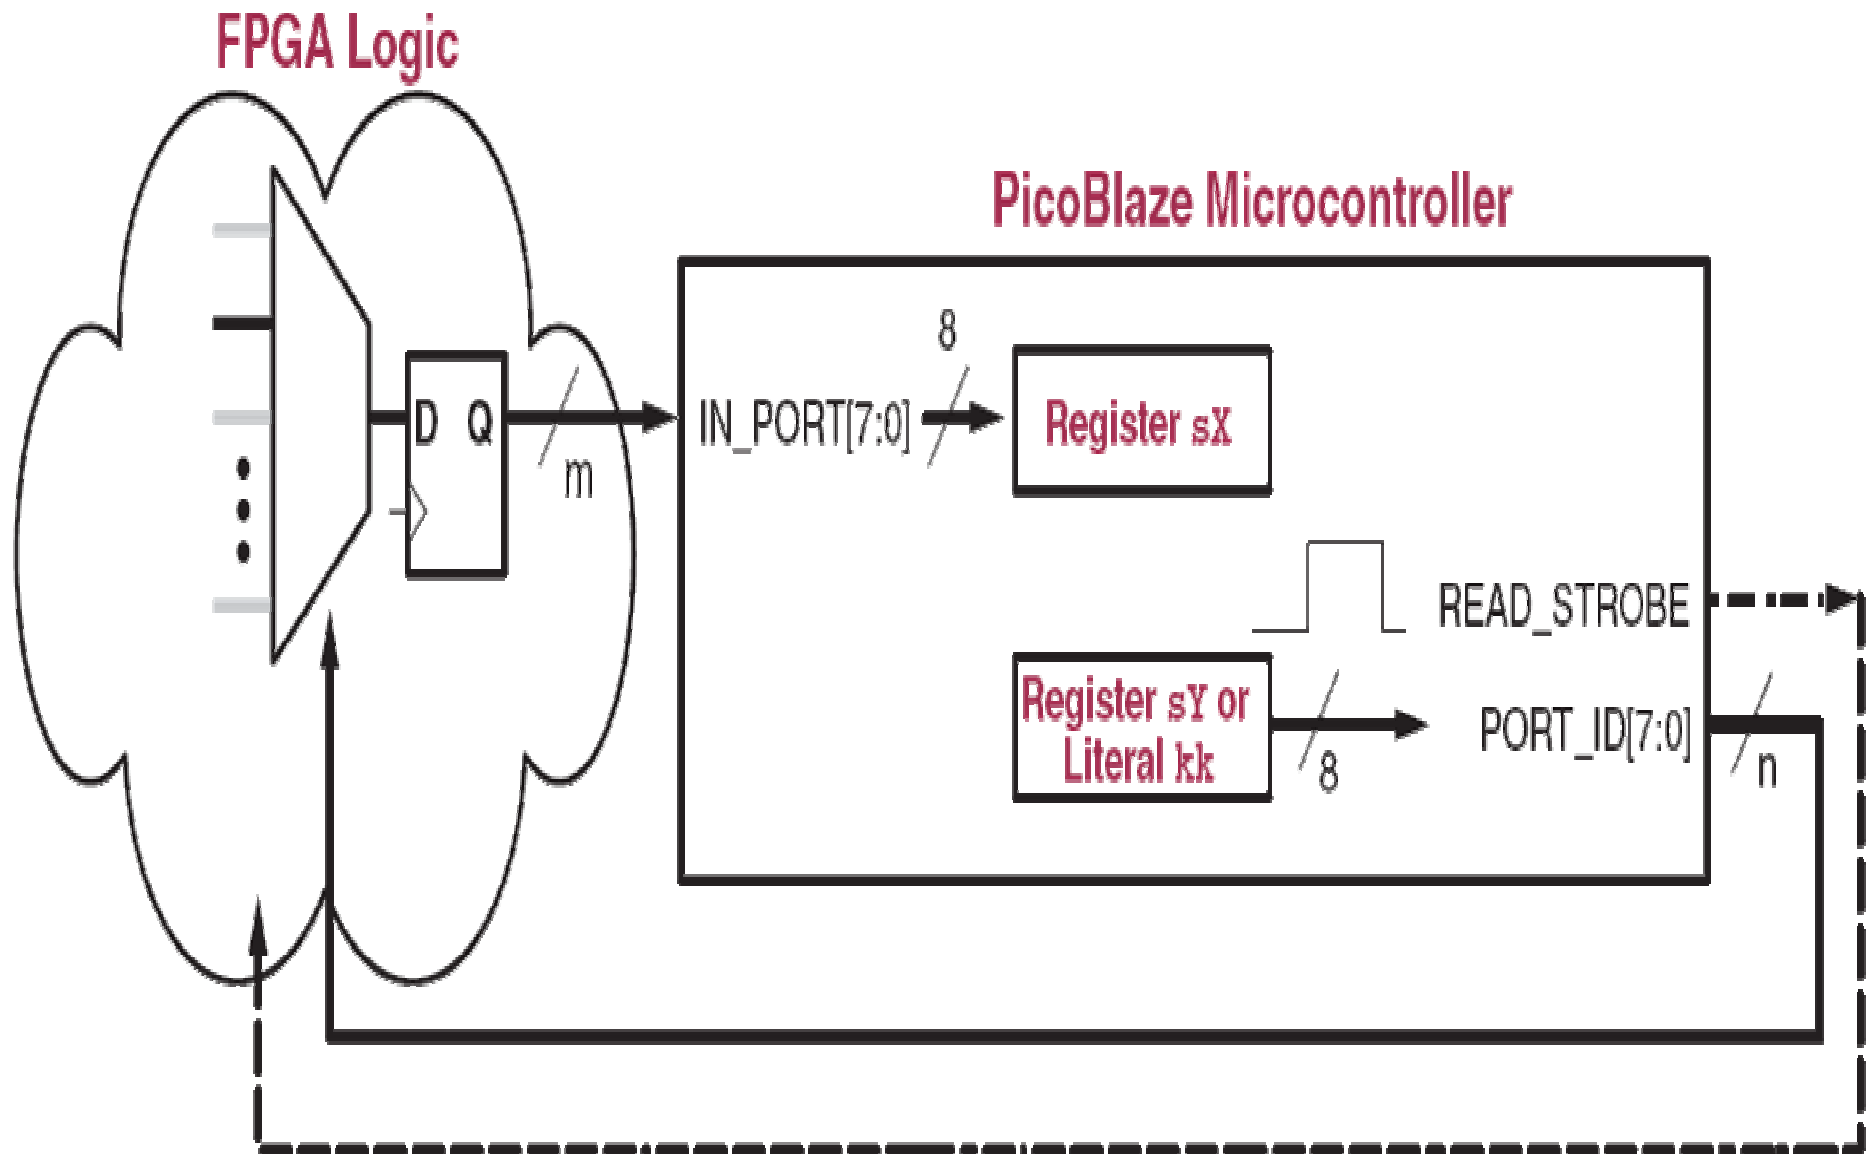 FPGA Logic
PicoBlaze Microcontroller
8
D Q
m
IN_PORT[7:0]
Register sX
READ_STROBE
Register sY or
Literal kk
8
PORT_ID[7:0]
n